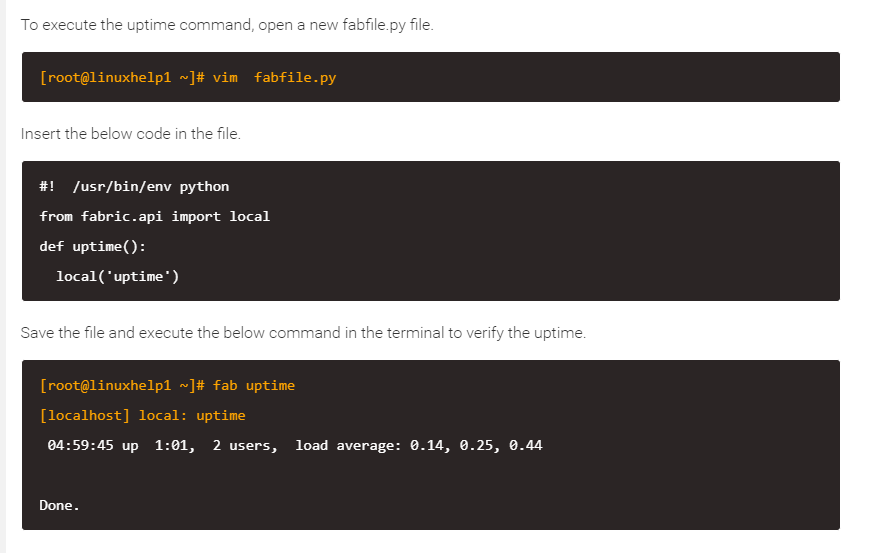 To execute the uptime command, open a new fabfile.py file.
[root@linuxhelp1 ~]# vim  fabfile.py
Insert the below code in the file.
#!  /usr/bin/env python
from fabric.api import local
def uptime():
  local('uptime')
Save the file and execute the below command in the terminal to verify the uptime.
[root@linuxhelp1 ~]# fab uptime
[localhost] local: uptime
 04:59:45 up  1:01,  2 users,  load average: 0.14, 0.25, 0.44
Done.